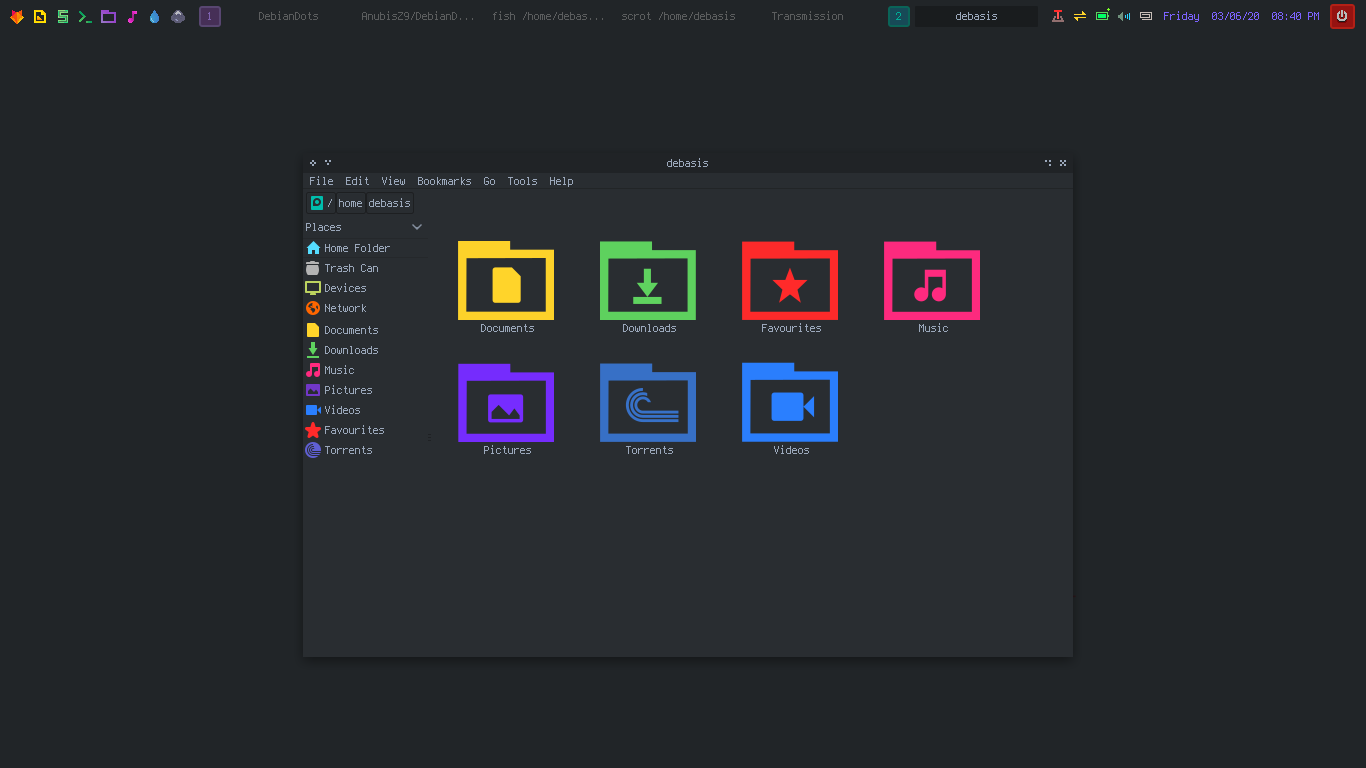 1 DebianDots AnubisZ9/DebianD... fish /home/debas... scrot /home/debasis Transmission 2 debasis Friday 03/06/20 08:40 PM
debasis
File Edit View Bookmarks Go Tools Help
/ home debasis
Places
Home Folder
Trash Can
Devices
Network
Documents
Downloads
Music
Pictures
Videos
Favourites
Torrents
Documents Downloads Favourites Music
Pictures Torrents Videos